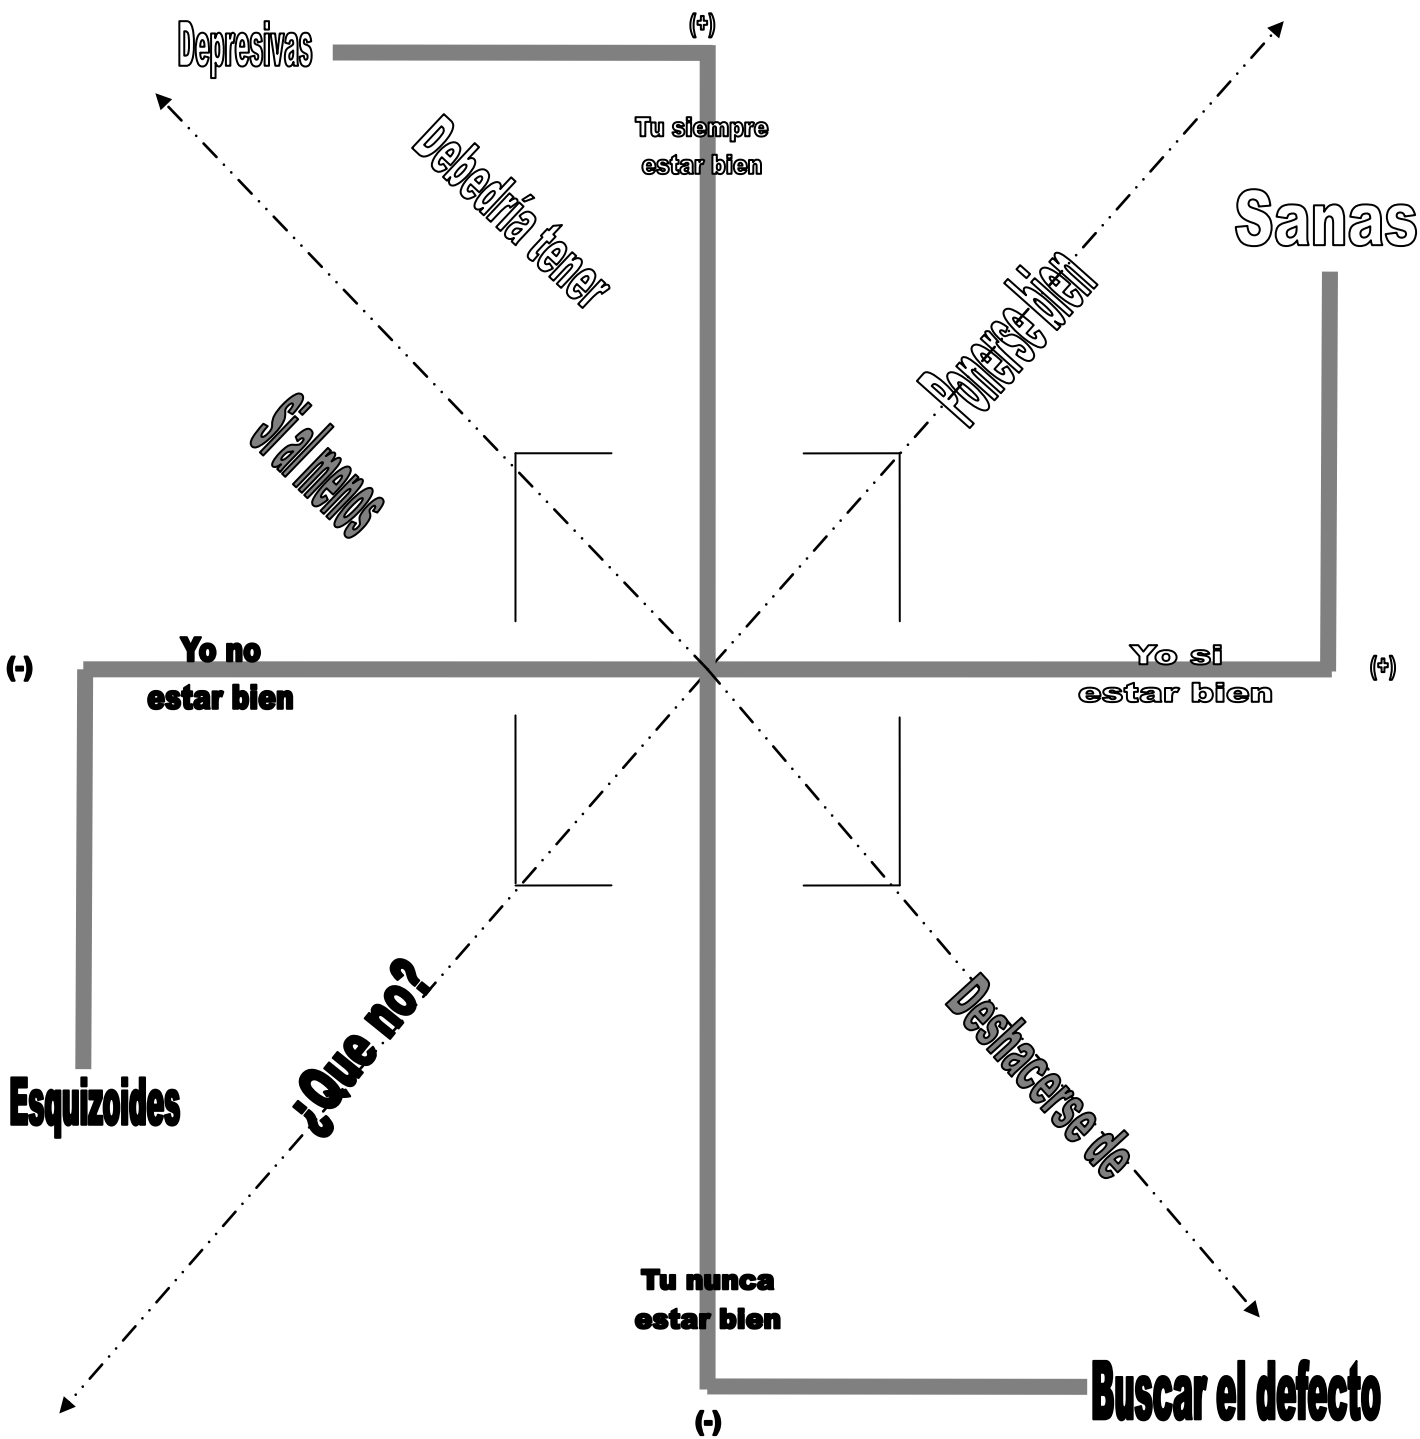 (+)
Depresivas
Tu siempre
estar bien
Debedría tener
Sanas
Ponerse bien
Si al menos
(-)
Yo no
estar bien
Yo si
estar bien
(+)
¿Que no?
Deshacerse de
Esquizoides
Tu nunca
estar bien
Buscar el defecto
(-)